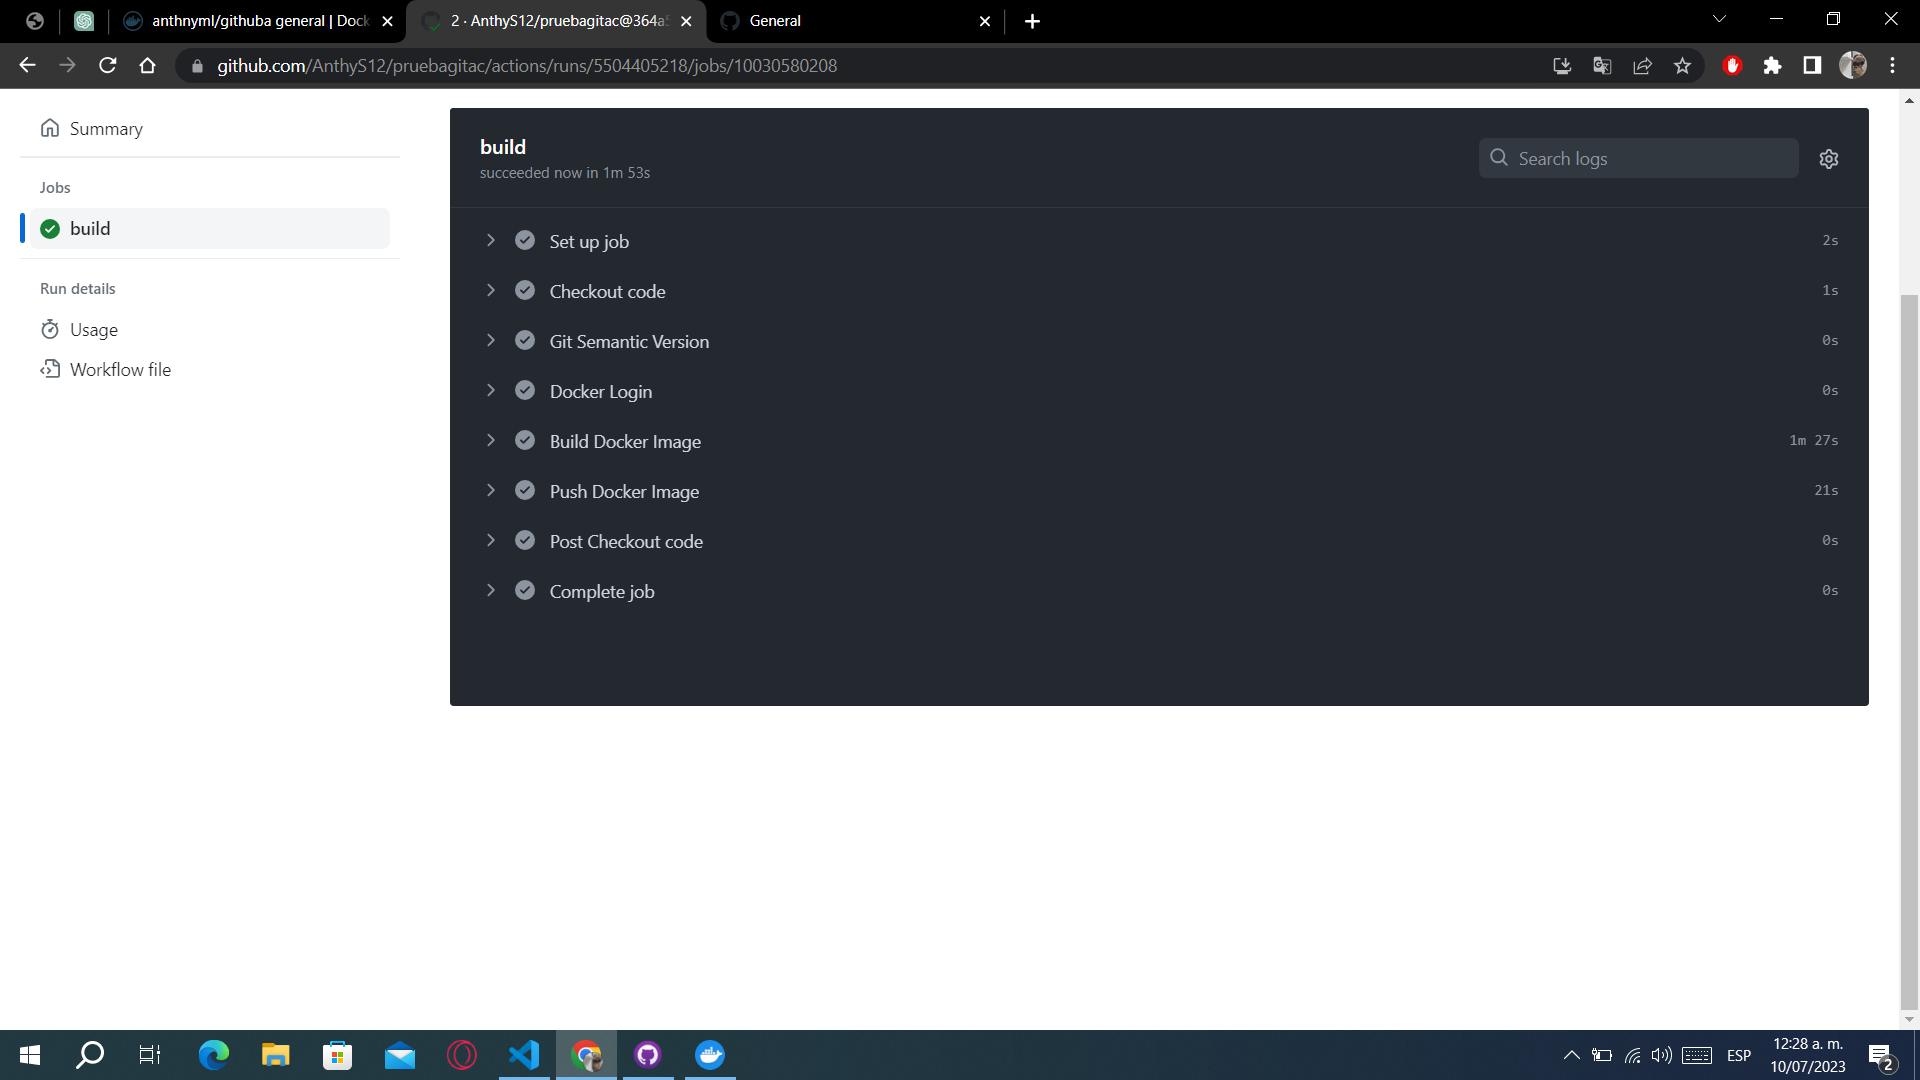 anthnyml/githuba general | Dock
2 · AnthyS12/pruebagitac@364a5
General
github.com/AnthyS12/pruebagitac/actions/runs/5504405218/jobs/10030580208
Summary
Jobs
build
Run details
Usage
Workflow file
build
succeeded now in 1m 53s
Search logs
Set up job 2s
Checkout code 1s
Git Semantic Version 0s
Docker Login 0s
Build Docker Image 1m 27s
Push Docker Image 21s
Post Checkout code 0s
Complete job 0s
ESP
12:28 a. m.
10/07/2023
2